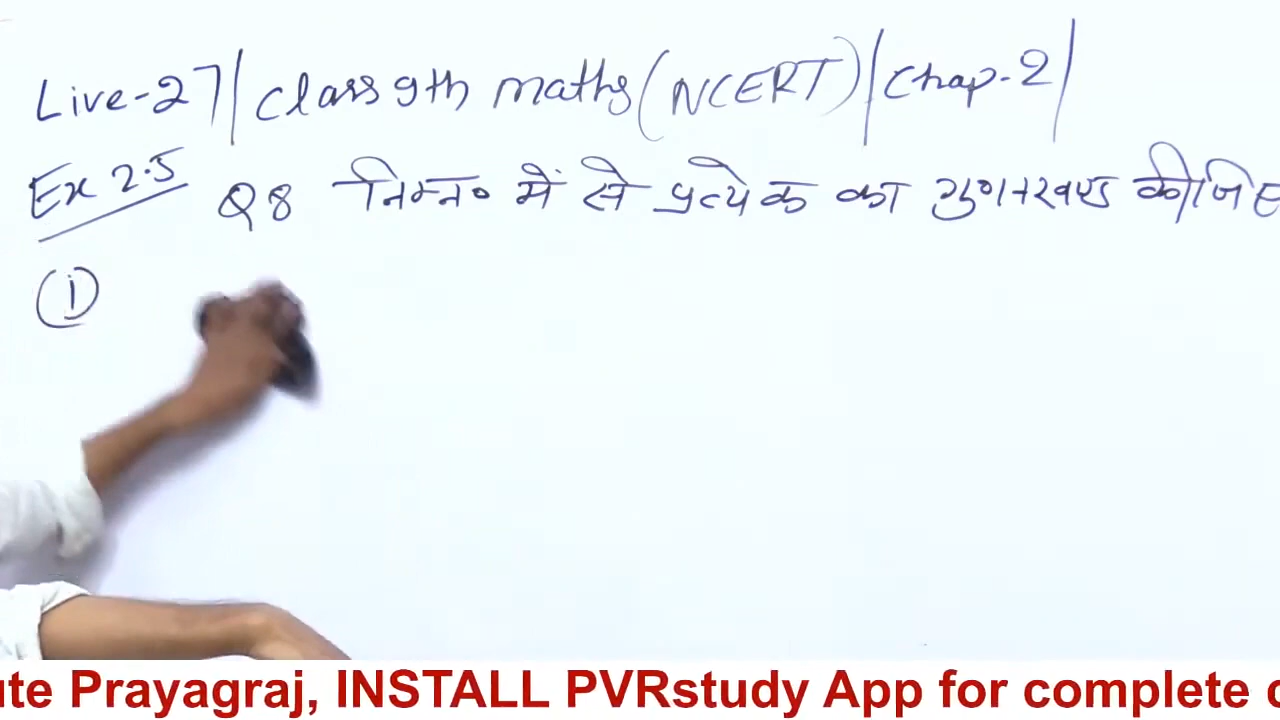 Live-27| Class 9th maths (NCERT) | Chap-2 |
Ex 2.5 Q8 निम्न॰ में से प्रत्येक का गुणनखण्ड
①
ute Prayagraj, INSTALL PVRstudy App for complete